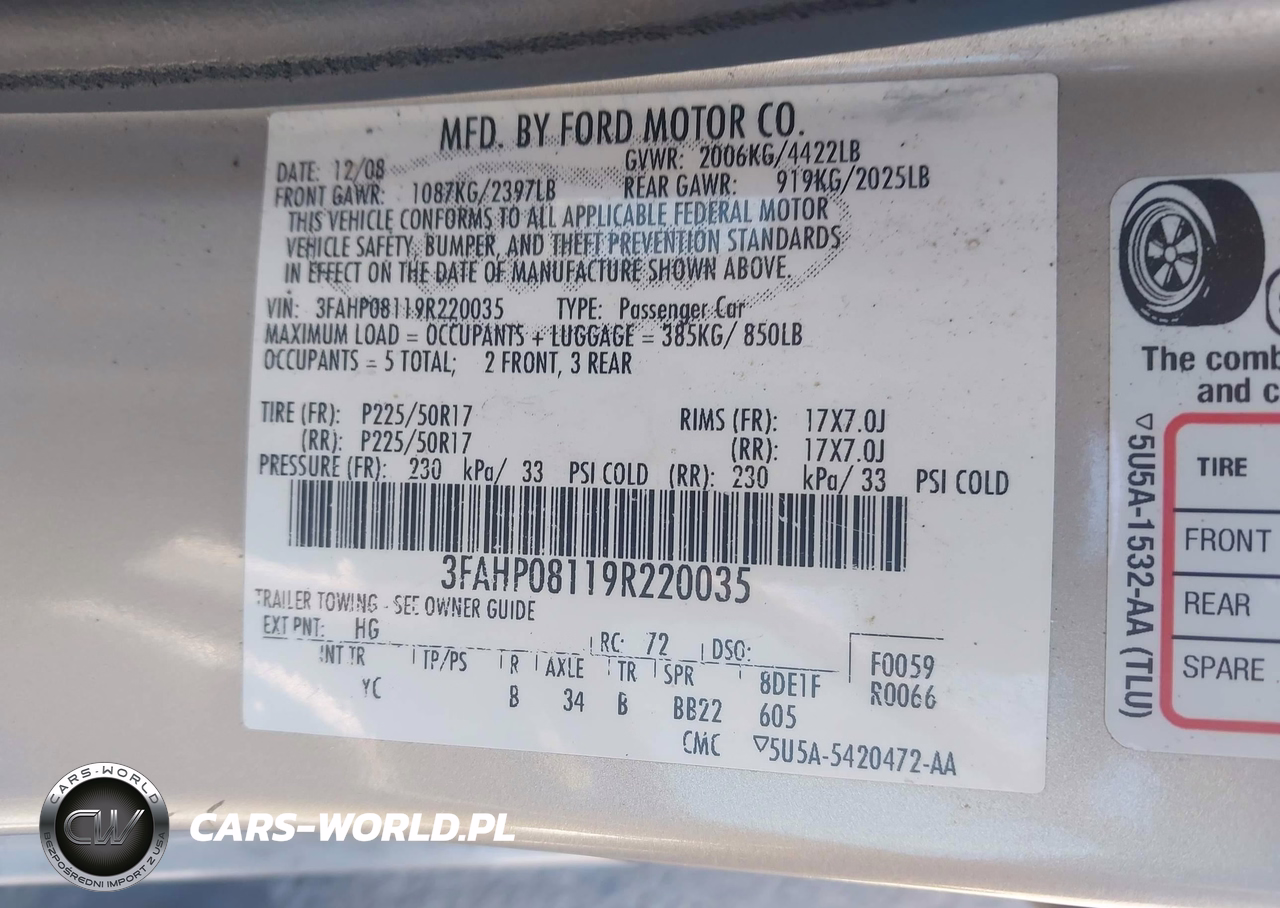 MFD. BY FORD MOTOR CO.
DATE: 12/08 GVWR: 2006KG/4422LB
FRONT GAWR: 1087KG/2397LB REAR GAWR: 919KG/2025LB
THIS VEHICLE CONFORMS TO ALL APPLICABLE FEDERAL MOTOR
VEHICLE SAFETY, BUMPER, AND THEFT PREVENTION STANDARDS
IN EFFECT ON THE DATE OF MANUFACTURE SHOWN ABOVE.
VIN: 3FAHP08119R220035 TYPE: Passenger Car
MAXIMUM LOAD = OCCUPANTS + LUGGAGE = 385KG/ 850LB
OCCUPANTS = 5 TOTAL; 2 FRONT, 3 REAR
TIRE (FR): P225/50R17 RIMS (FR): 17X7.0J
(RR): P225/50R17 (RR): 17X7.0J
PRESSURE (FR): 230 kPa/ 33 PSI COLD (RR): 230 kPa/ 33 PSI COLD
3FAHP08119R220035
TRAILER TOWING - SEE OWNER GUIDE
EXT PNT: HG RC: 72 DSO:
INT TR TP/PS R AXLE TR SPR 8DE1F F0059
YC B 34 B BB22 605 R0066
CMC ▽5U5A-5420472-AA
The comb
and c
TIRE
FRONT
REAR
SPARE
▽5U5A-1532-AA (TLU)
CARS-WORLD
CW
BEZPOŚREDNI IMPORT Z USA
CARS-WORLD.PL